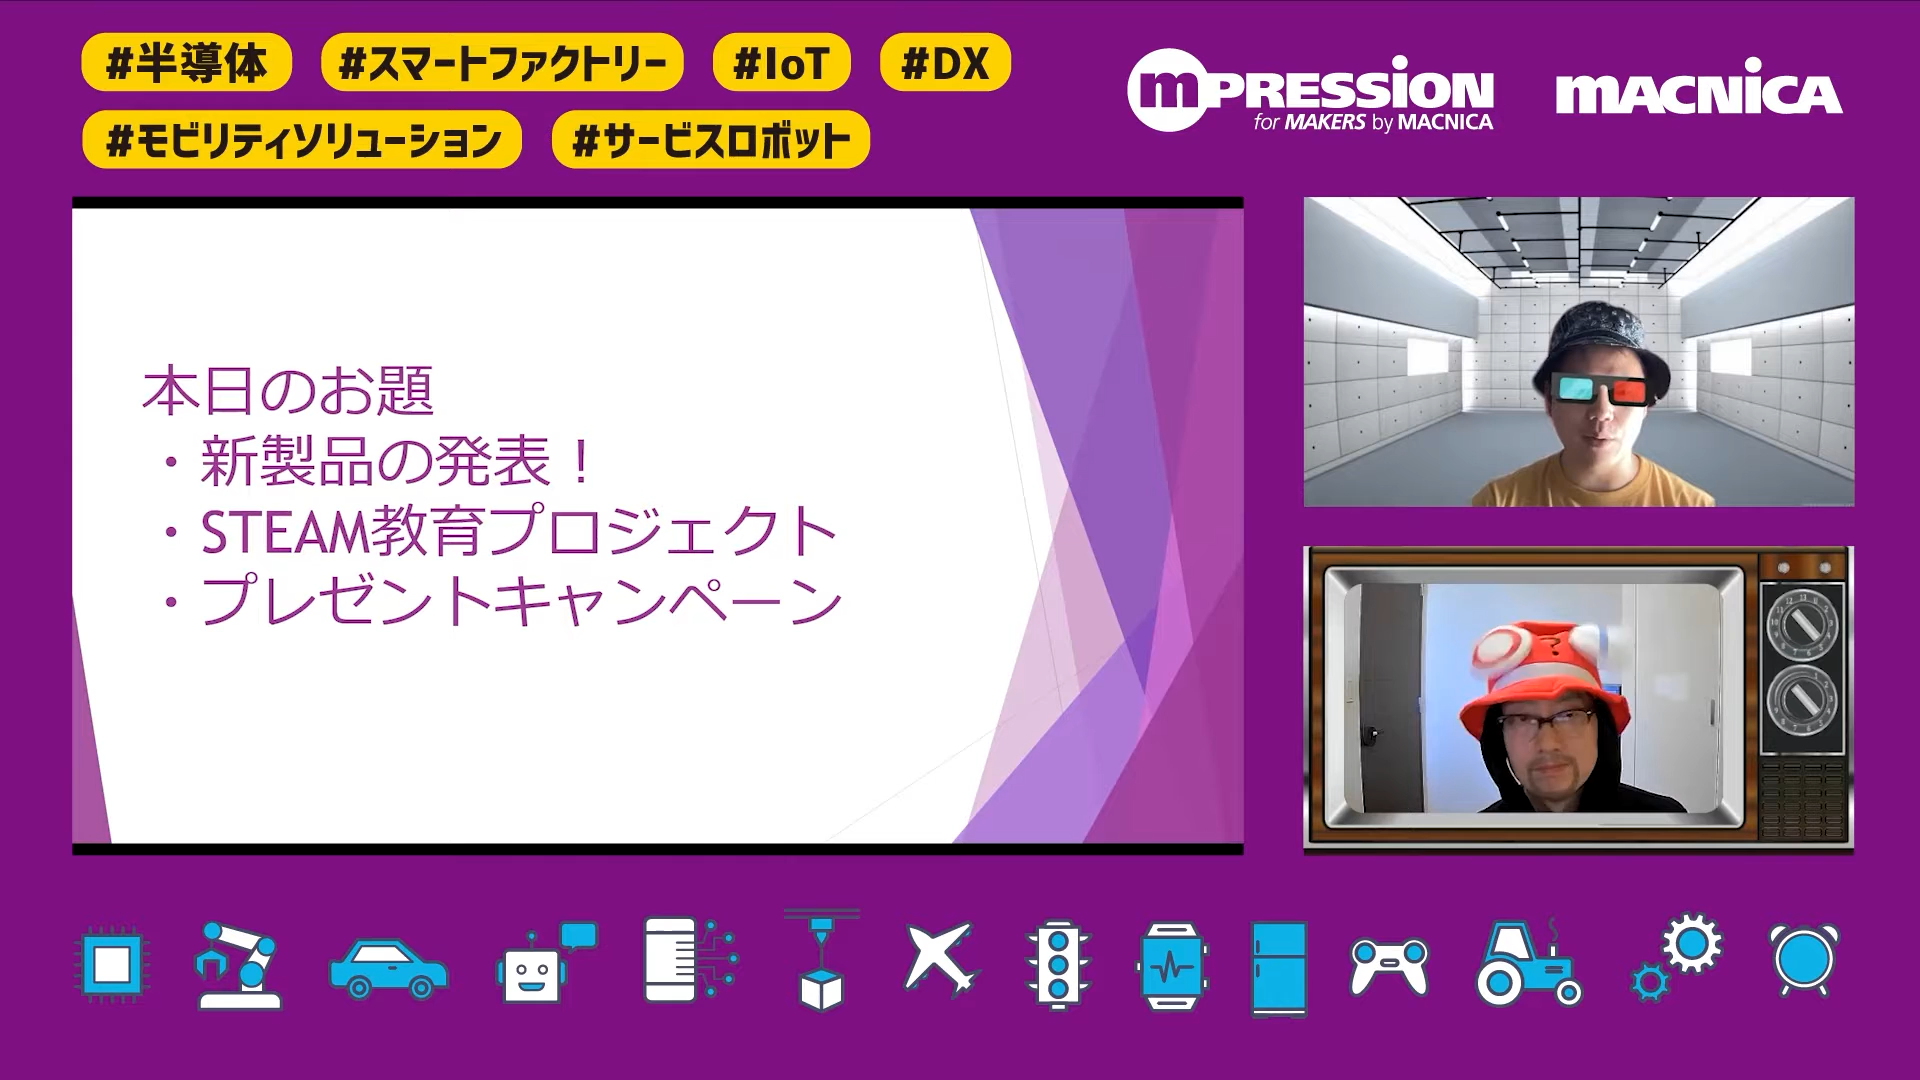 #半導体 #スマートファクトリー #IoT #DX
#モビリティソリューション #サービスロボット
mPRESSION
for MAKERS by MACNICA
MACNICA
本日のお題
・新製品の発表！
・STEAM教育プロジェクト
・プレゼントキャンペーン
?